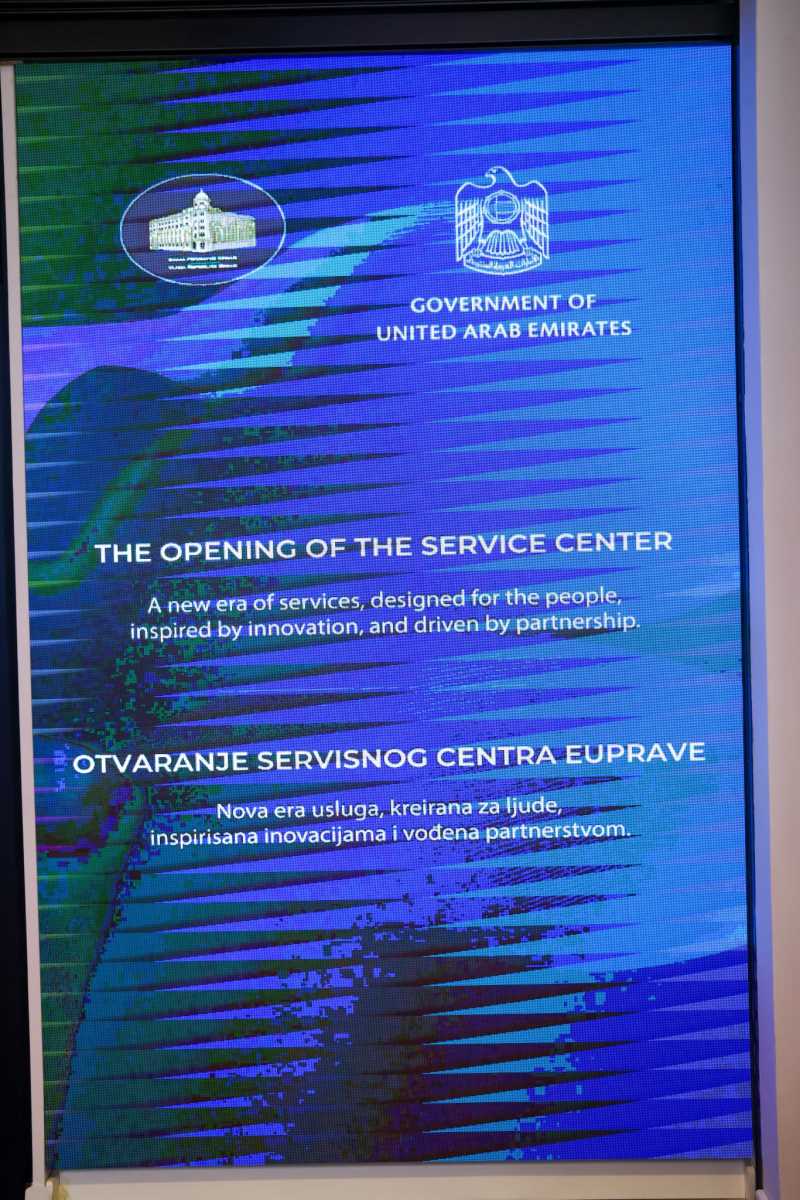 GOVERNMENT OF
UNITED ARAB EMIRATES
THE OPENING OF THE SERVICE CENTER
A new era of services, designed for the people,
inspired by innovation, and driven by partnership.
OTVARANJE SERVISNOG CENTRA EUPRAVE
Nova era usluga, kreirana za ljude,
inspirisana inovacijama i vođena partnerstvom.